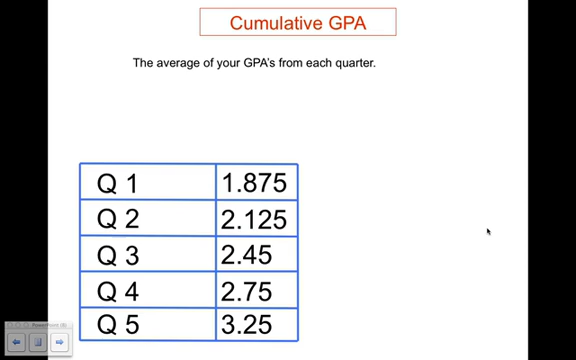 Cumulative GPA
The average of your GPA's from each quarter.
Q 1 1.875
Q 2 2.125
Q 3 2.45
Q 4 2.75
Q 5 3.25